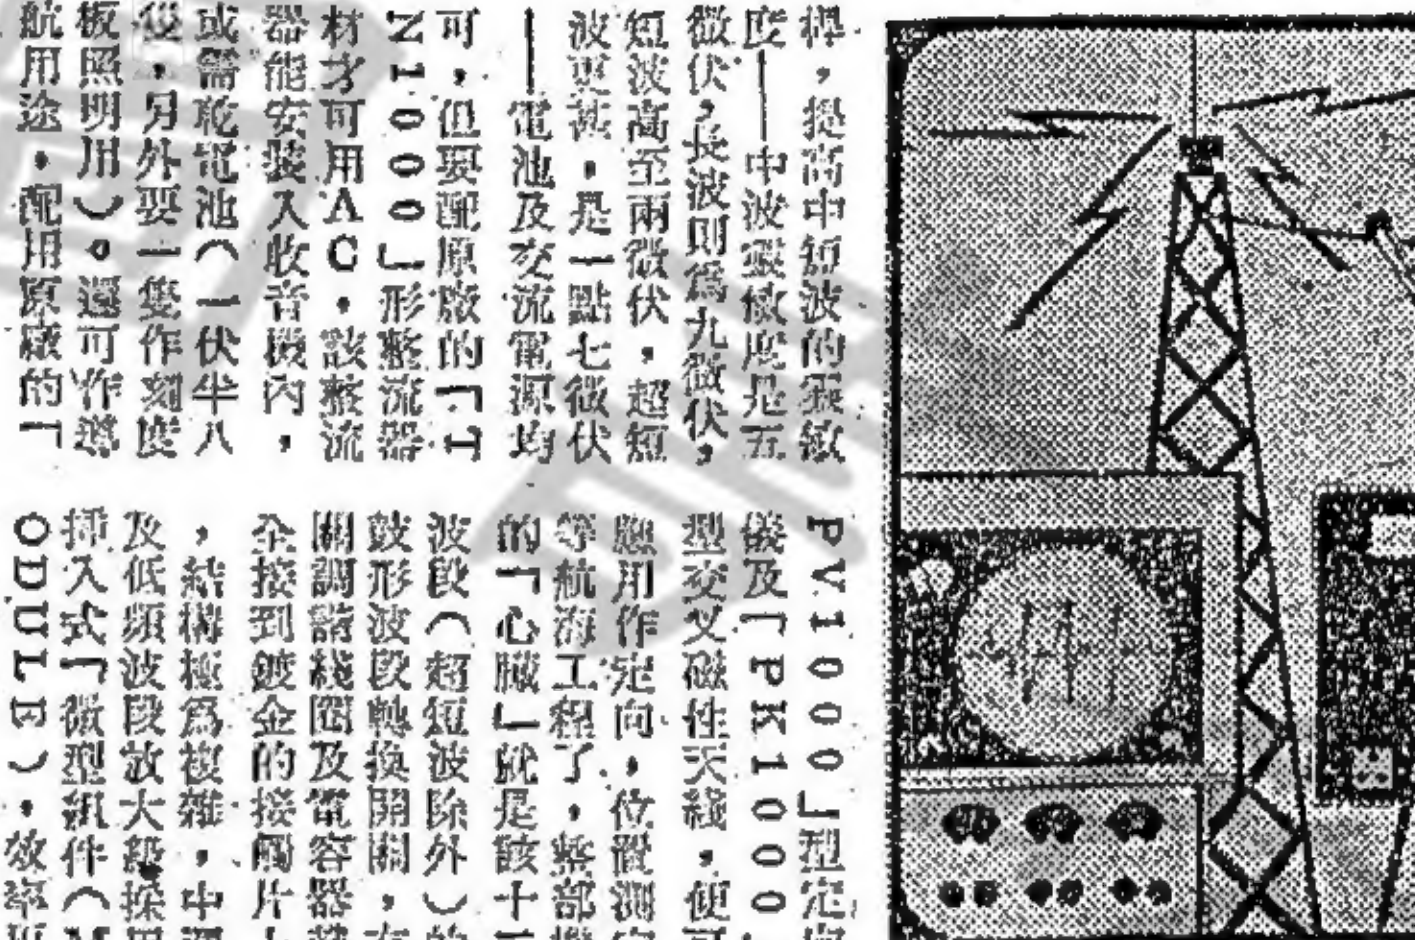 桿，提高中短波的靈敏
度——中波靈敏度是五
微伏，長波則爲九微伏，
短波高至兩微伏，超短
波更甚，是一點七微伏
——電池及交流電源均
可，但要配原廠的「T
N1000」形整流器
材才可用AC，該整流
器能安裝入收音機內，
或需乾電池（一伏半八
隻，另外要一隻作刻度
板照明用）。還可作導
航用途，配用原廠的「
PV1000」型定向
儀及「PK1000」
型交叉磁性天綫，便可
應用作定向，位置測定
等航海工程了，整部機
的「心臟」就是該十
波段（超短波除外）的
鼓形波段轉換開關，
關調諧綫圈及電容器
全接到鍍金的接觸片
，結構極爲複雜，中
及低頻波段放大級採用
挿入式「微型組件（M
ODULE），效率